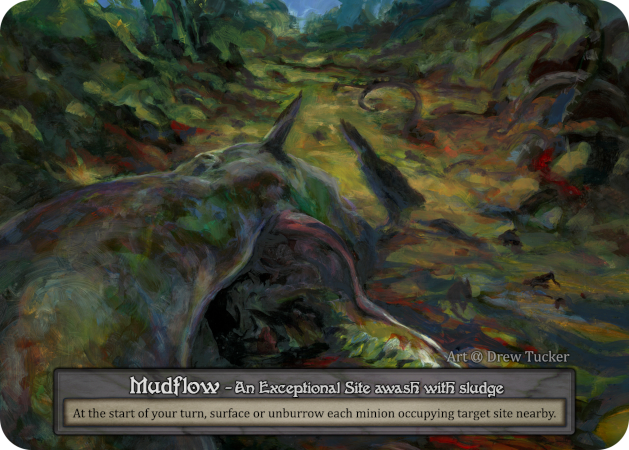 Art @ Drew Tucker
Mudflow - An Exceptional Site awash with sludge
At the start of your turn, surface or unburrow each minion occupying target site nearby.